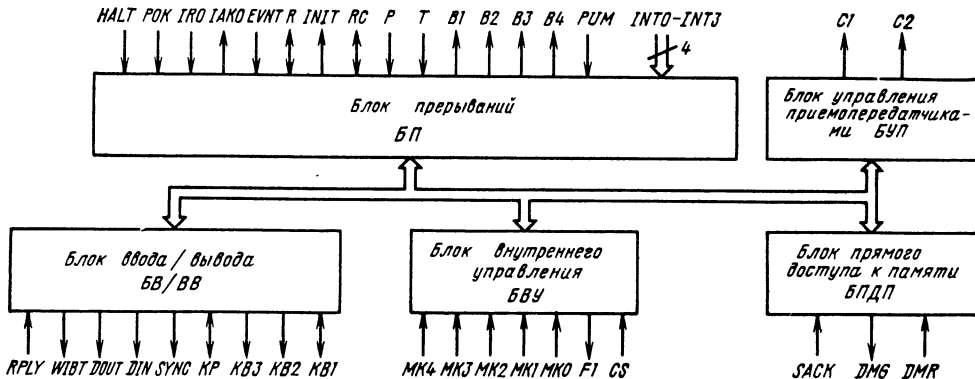 HALT POK IRO IAKO EVNT R INIT RC P T B1 B2 B3 B4 PUM INT0-INT3 C1 C2
4
Блок прерываний
БП
Блок управления
приемопередатчика-
ми БУП
Блок ввода/вывода
БВ/ВВ
Блок внутреннего
управления
БВУ
Блок прямого
доступа к памяти
БПДП
RPLY WIBT DOUT DIN SYNC KP KB3 KB2 KB1 MK4 MK3 MK2 MK1 MK0 F1 CS SACK DMG DMR